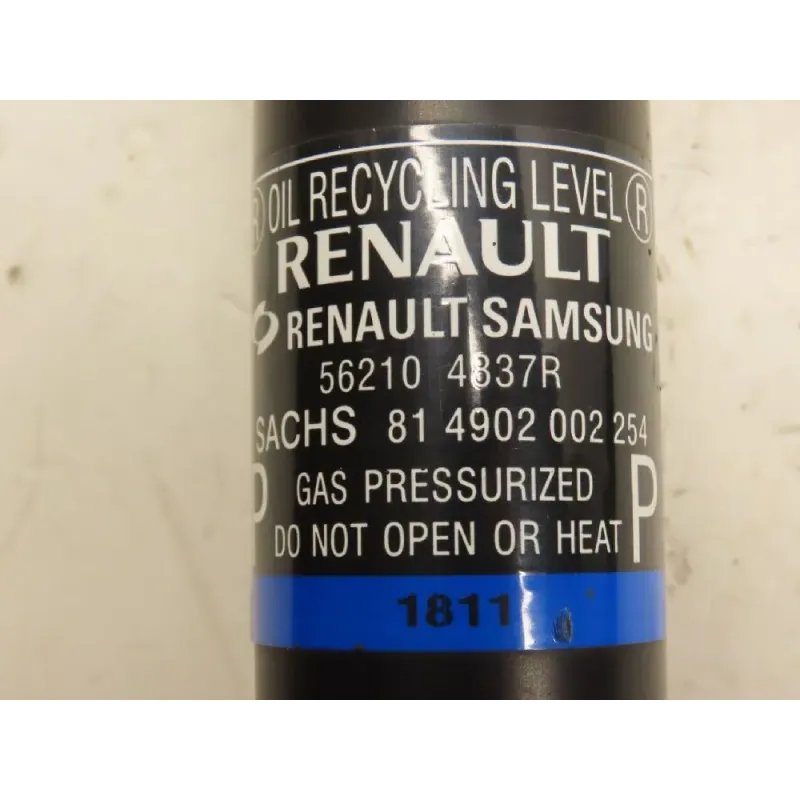 R OIL RECYCLING LEVEL R
RENAULT
RENAULT SAMSUNG
56210 4837R
SACHS 81 4902 002 254
P GAS PRESSURIZED P
DO NOT OPEN OR HEAT
1811